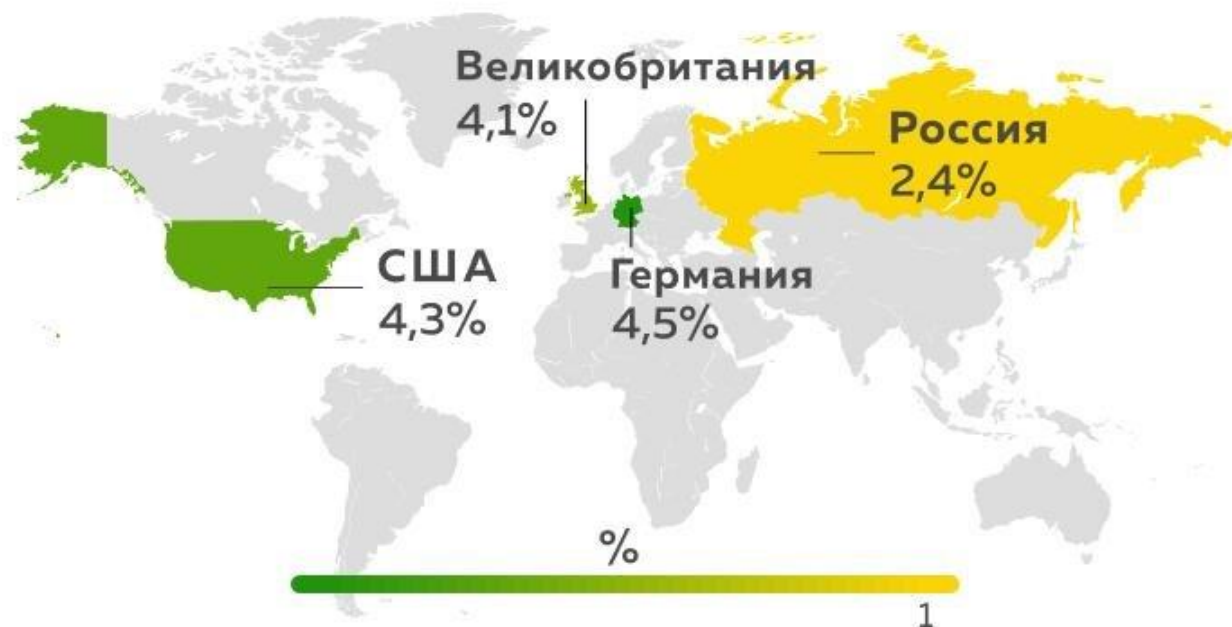 Великобритания
4,1%
Россия
2,4%
США
4,3%
Германия
4,5%
%
1